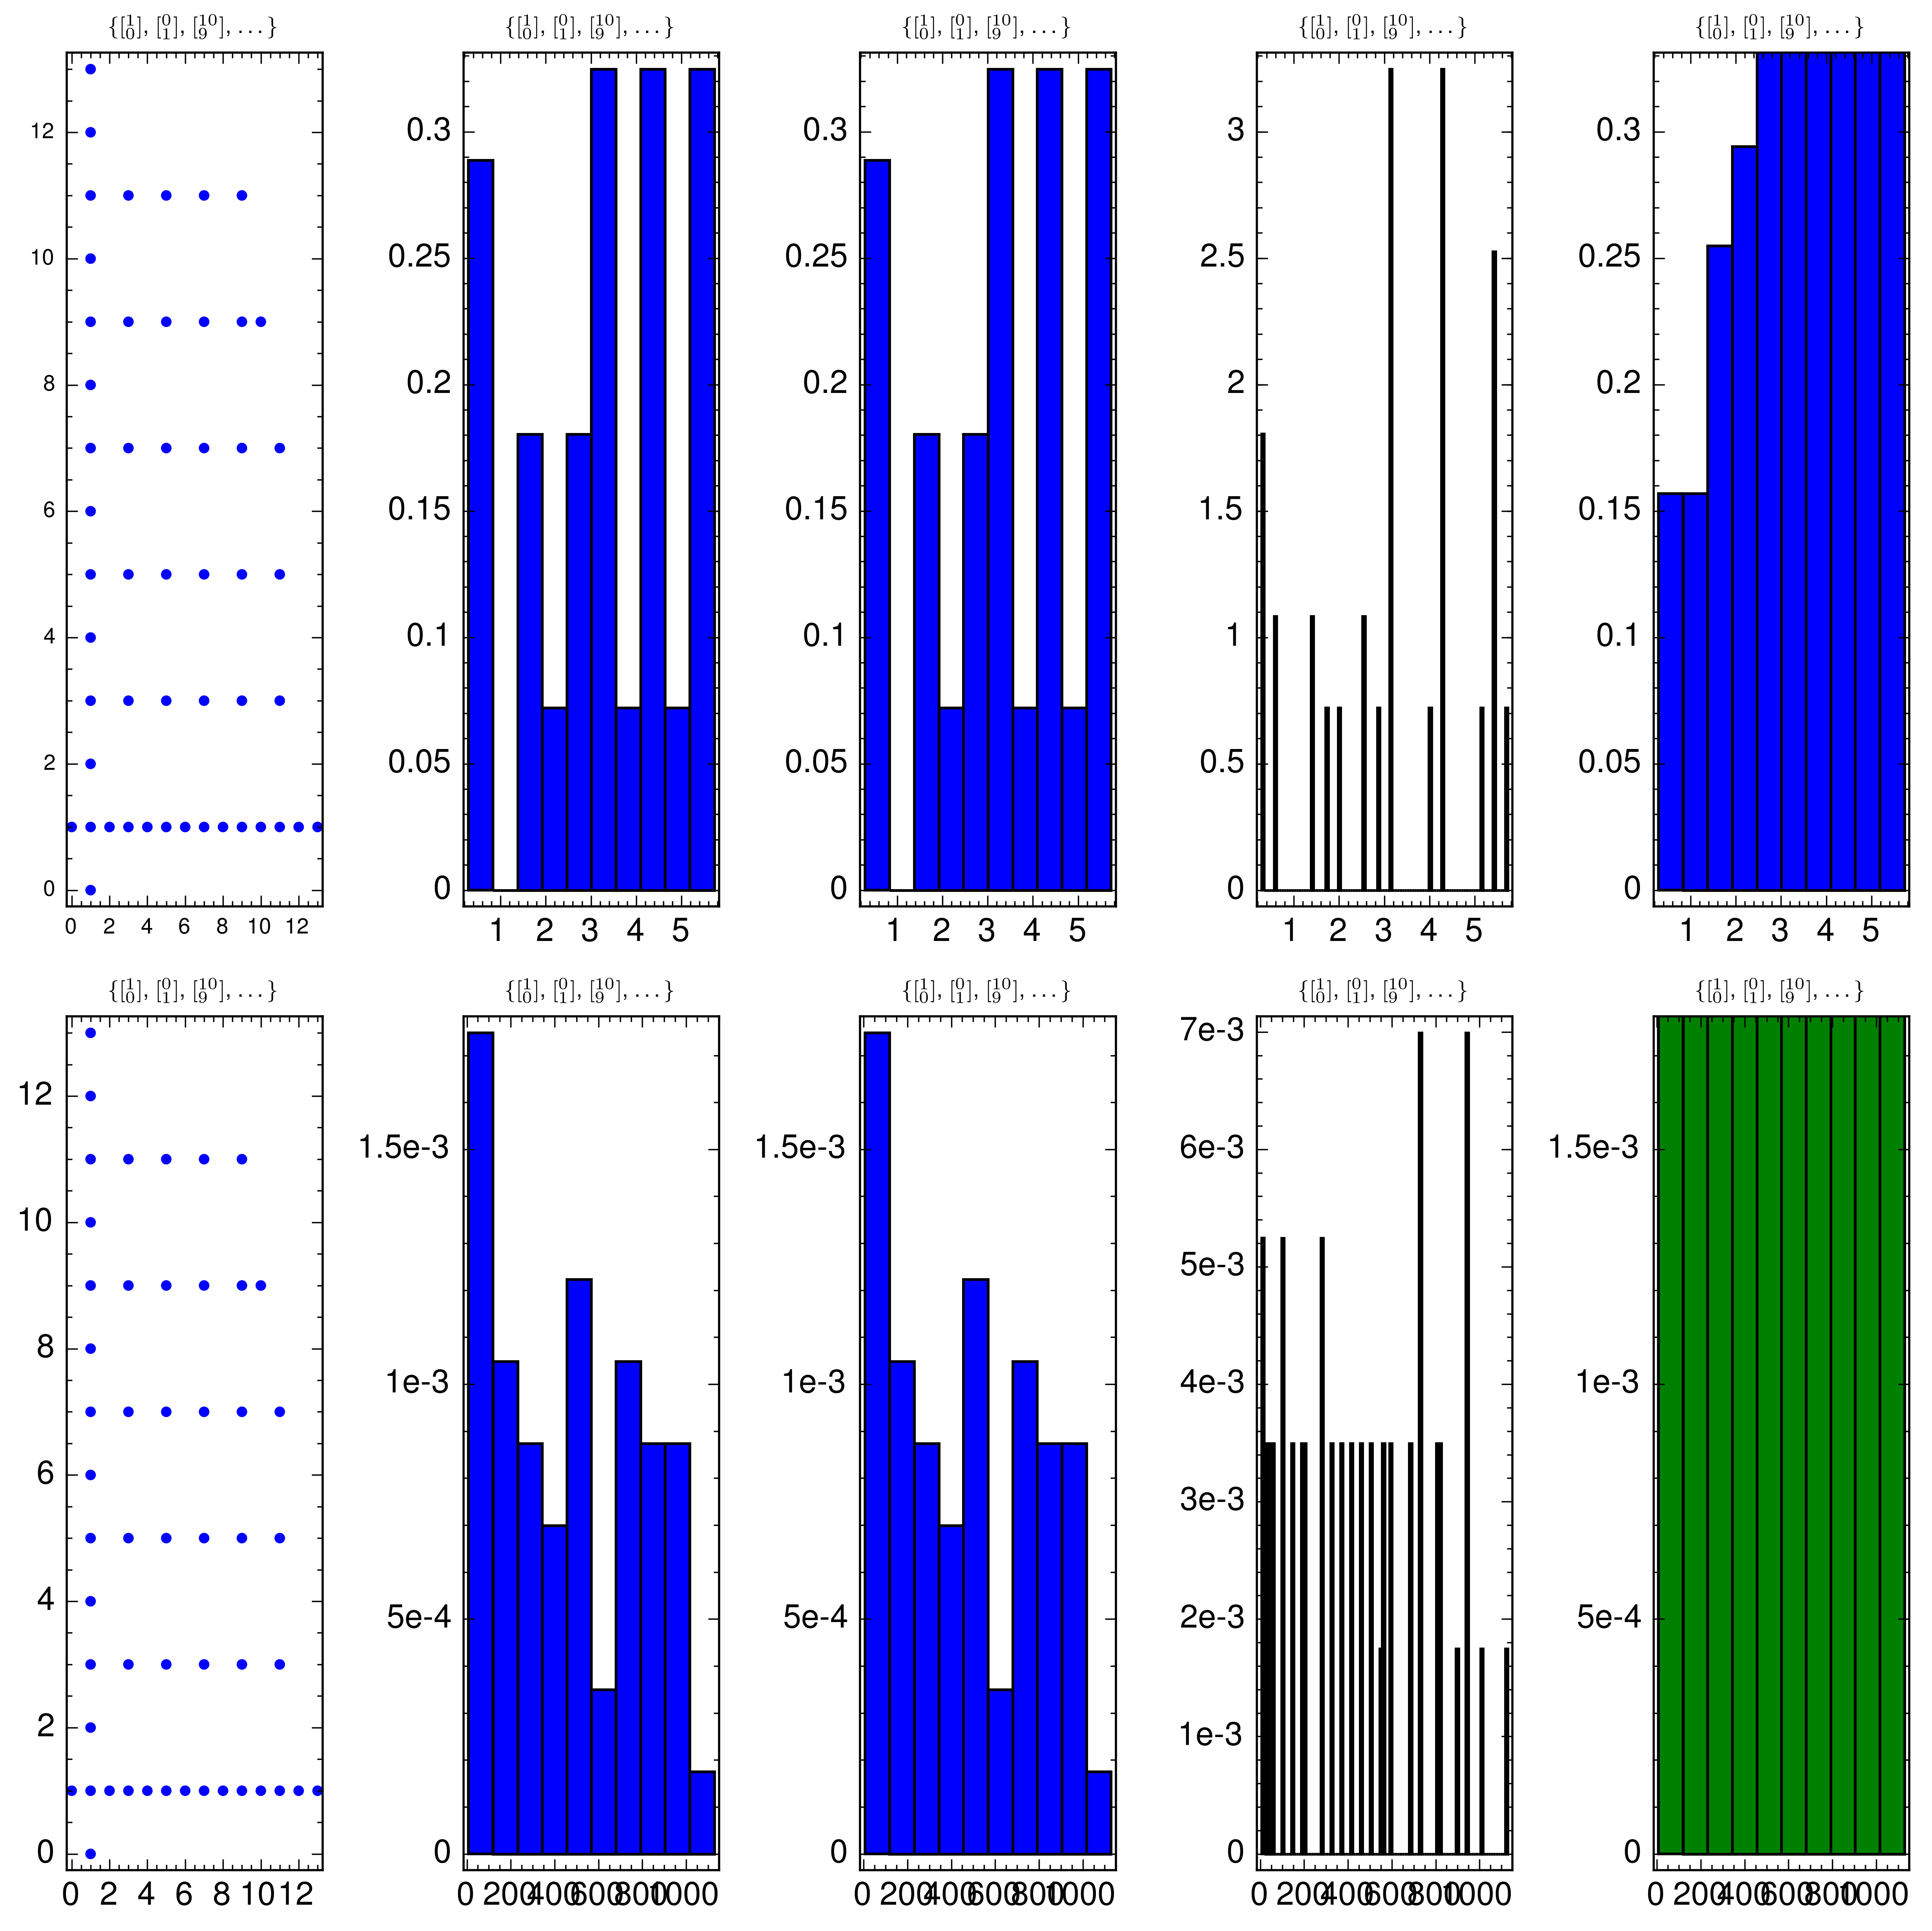 {[1 0], [0 1], [10 9], ...} {[1 0], [0 1], [10 9], ...} {[1 0], [0 1], [10 9], ...} {[1 0], [0 1], [10 9], ...} {[1 0], [0 1], [10 9], ...}
12 0.3 0.3 3 0.3
10 0.25 0.25 2.5 0.25
8 0.2 0.2 2 0.2
6 0.15 0.15 1.5 0.15
4 0.1 0.1 1 0.1
2 0.05 0.05 0.5 0.05
0 0 0 0 0
0 2 4 6 8 10 12 1 2 3 4 5 1 2 3 4 5 1 2 3 4 5 1 2 3 4 5
{[1 0], [0 1], [10 9], ...} {[1 0], [0 1], [10 9], ...} {[1 0], [0 1], [10 9], ...} {[1 0], [0 1], [10 9], ...} {[1 0], [0 1], [10 9], ...}
7e-3
12
1.5e-3 1.5e-3 6e-3 1.5e-3
10
5e-3
8
1e-3 1e-3 4e-3 1e-3
6
3e-3
4
5e-4 5e-4 2e-3 5e-4
2
1e-3
0 0 0 0 0
0 2 4 6 8 10 12 0 200 400 600 800 1000 0 200 400 600 800 1000 0 200 400 600 800 1000 0 200 400 600 800 1000